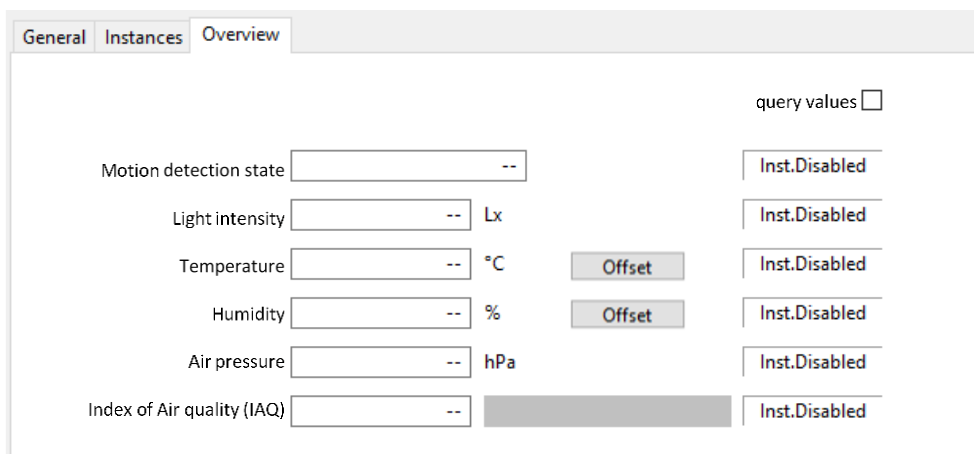 General Instances Overview
query values
Motion detection state -- Inst.Disabled
Light intensity -- Lx Inst.Disabled
Temperature -- °C Offset Inst.Disabled
Humidity -- % Offset Inst.Disabled
Air pressure -- hPa Inst.Disabled
Index of Air quality (IAQ) -- Inst.Disabled